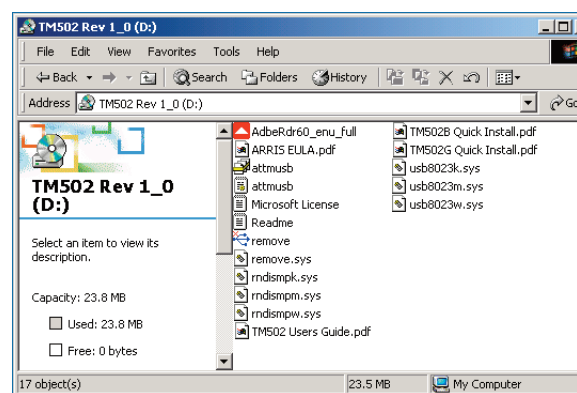 TM502 Rev 1_0 (D:)
File Edit View Favorites Tools Help
Back Search Folders History
Address TM502 Rev 1_0 (D:) Go
TM502 Rev 1_0
(D:)
Select an item to view its
description.
Capacity: 23.8 MB
Used: 23.8 MB
Free: 0 bytes
AdbeRdr60_enu_full
ARRIS EULA.pdf
attmusb
attmusb
Microsoft License
Readme
remove
remove.sys
rndismpk.sys
rndismpm.sys
rndismpw.sys
TM502 Users Guide.pdf
TM502B Quick Install.pdf
TM502G Quick Install.pdf
usb8023k.sys
usb8023m.sys
usb8023w.sys
17 object(s) 23.5 MB My Computer